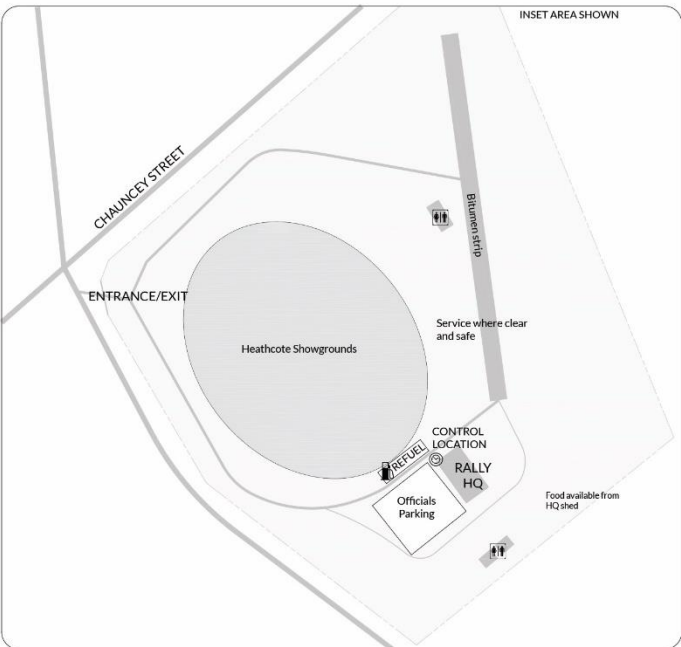 INSET AREA SHOWN
CHAUNCEY STREET
Bitumen strip
ENTRANCE/EXIT
Service where clear
and safe
Heathcote Showgrounds
CONTROL
LOCATION
REFUEL
RALLY
HQ
Officials
Parking
Food available from
HQ shed